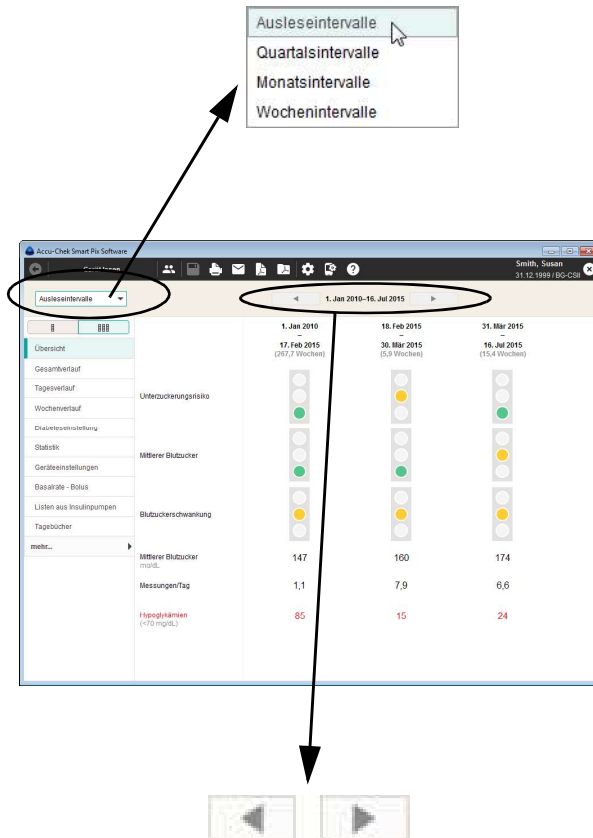 Ausleseintervalle
Quartalsintervalle
Monatsintervalle
Wochenintervalle
Accu-Chek Smart Pix Software
Smith, Susan
31.12.1999 / BG-CSII
Ausleseintervalle
1. Jan 2010–16. Jul 2015
1. Jan 2010 – 17. Feb 2015 (267,7 Wochen)
18. Feb 2015 – 30. Mär 2015 (5,9 Wochen)
31. Mär 2015 – 16. Jul 2015 (15,4 Wochen)
Übersicht
Gesamtverlauf
Tagesverlauf
Wochenverlauf
Diabeteseinstellung
Statistik
Geräteeinstellungen
Basalrate - Bolus
Listen aus Insulinpumpen
Tagebücher
mehr...
Unterzuckerungsrisiko
Mittlerer Blutzucker
Blutzuckerschwankung
Mittlerer Blutzucker 147 160 174
mg/dL
Messungen/Tag 1,1 7,9 6,6
Hypoglykämien 85 15 24
(<70 mg/dL)